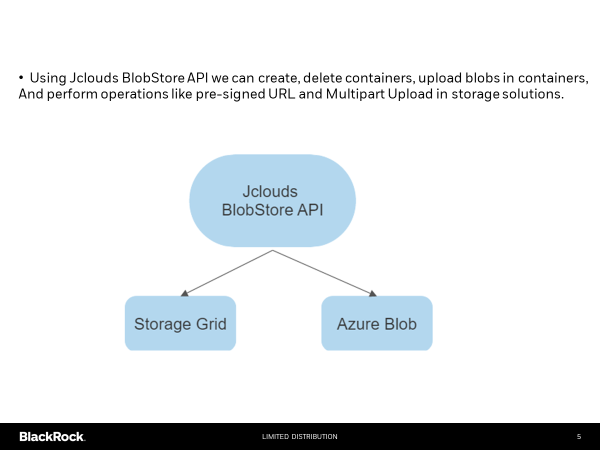 • Using Jclouds BlobStore API we can create, delete containers, upload blobs in containers,
And perform operations like pre-signed URL and Multipart Upload in storage solutions.
Jclouds
BlobStore API
Storage Grid
Azure Blob
BlackRock.
LIMITED DISTRIBUTION
5